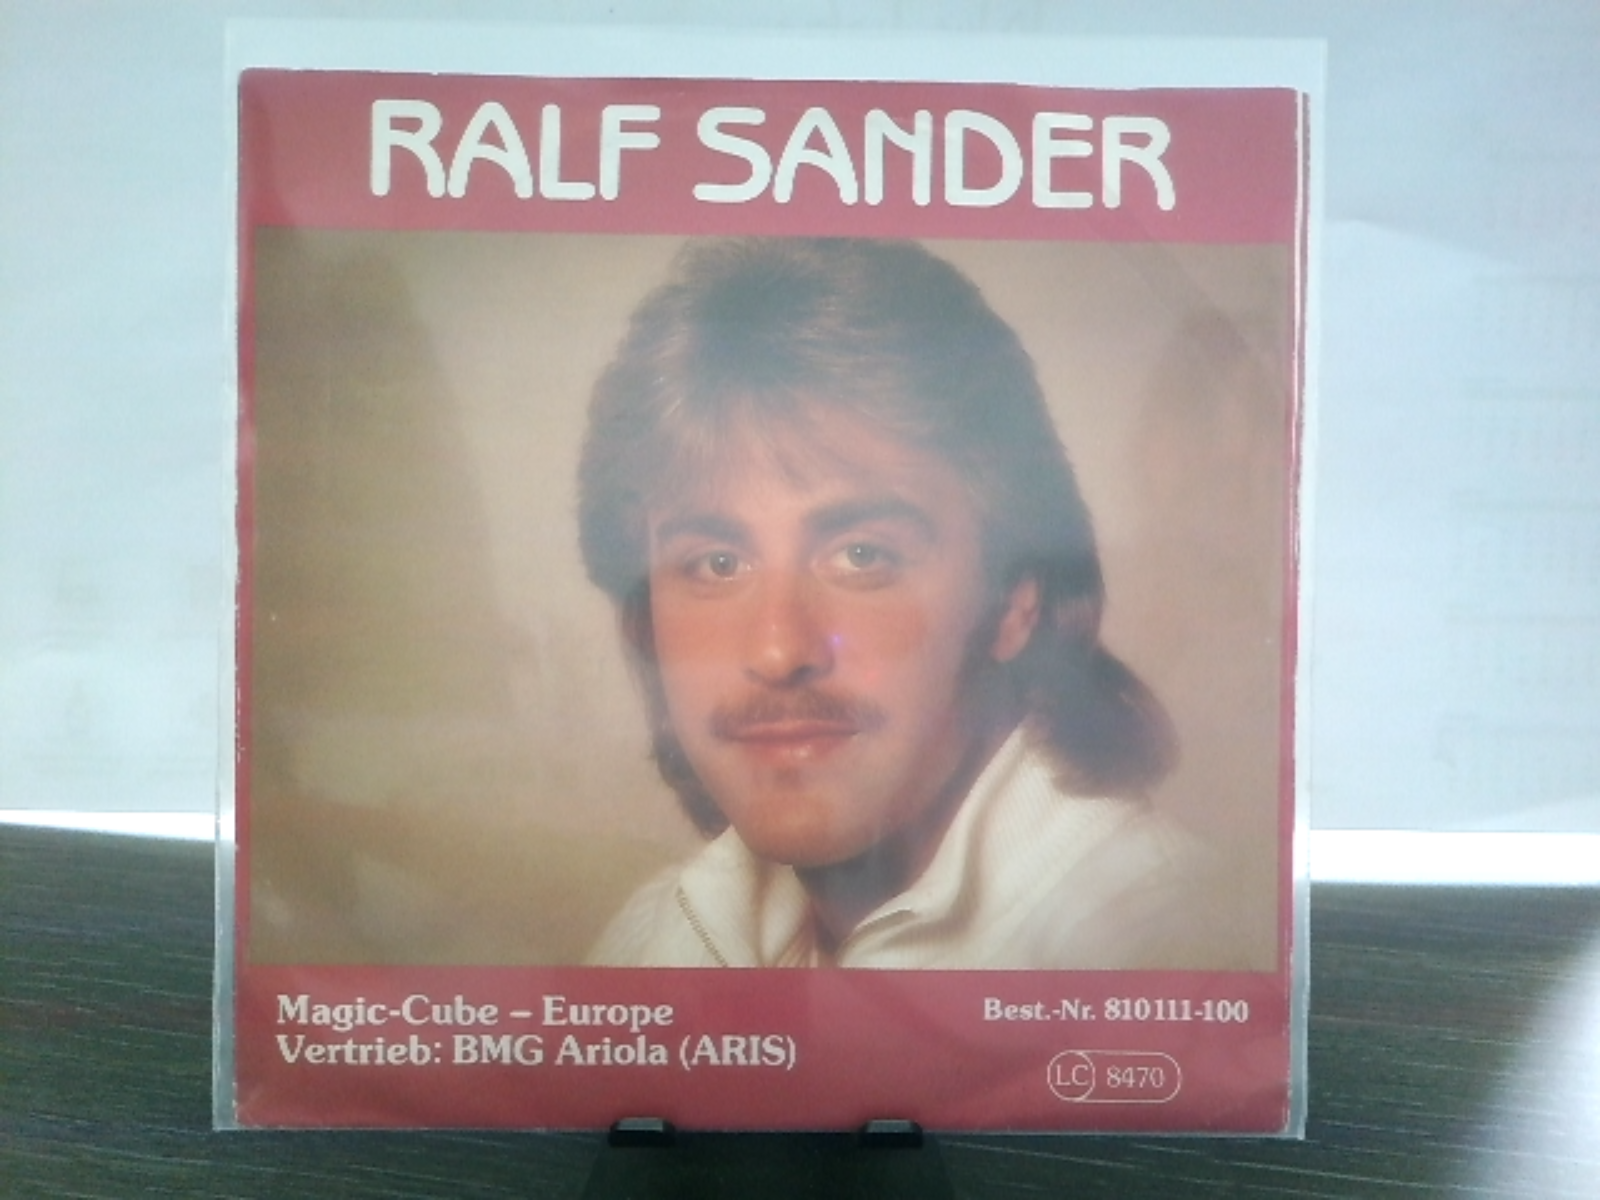 RALF SANDER
Magic-Cube – Europe
Vertrieb: BMG Ariola (ARIS)
Best.-Nr. 810111-100
LC 8470